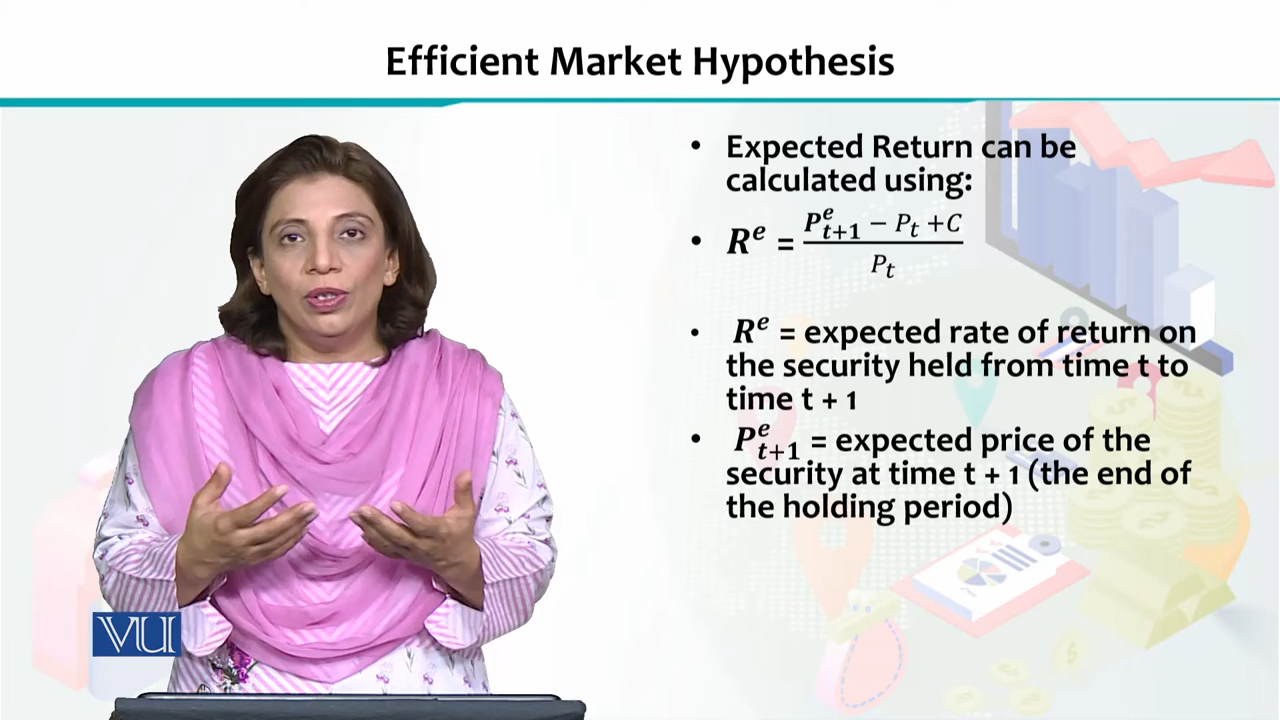 Efficient Market Hypothesis
• Expected Return can be
calculated using:
• Rᵉ = (Pᵉₜ₊₁ − Pₜ + C) / Pₜ
• Rᵉ = expected rate of return on
the security held from time t to
time t + 1
• Pᵉₜ₊₁ = expected price of the
security at time t + 1 (the end of
the holding period)
VU